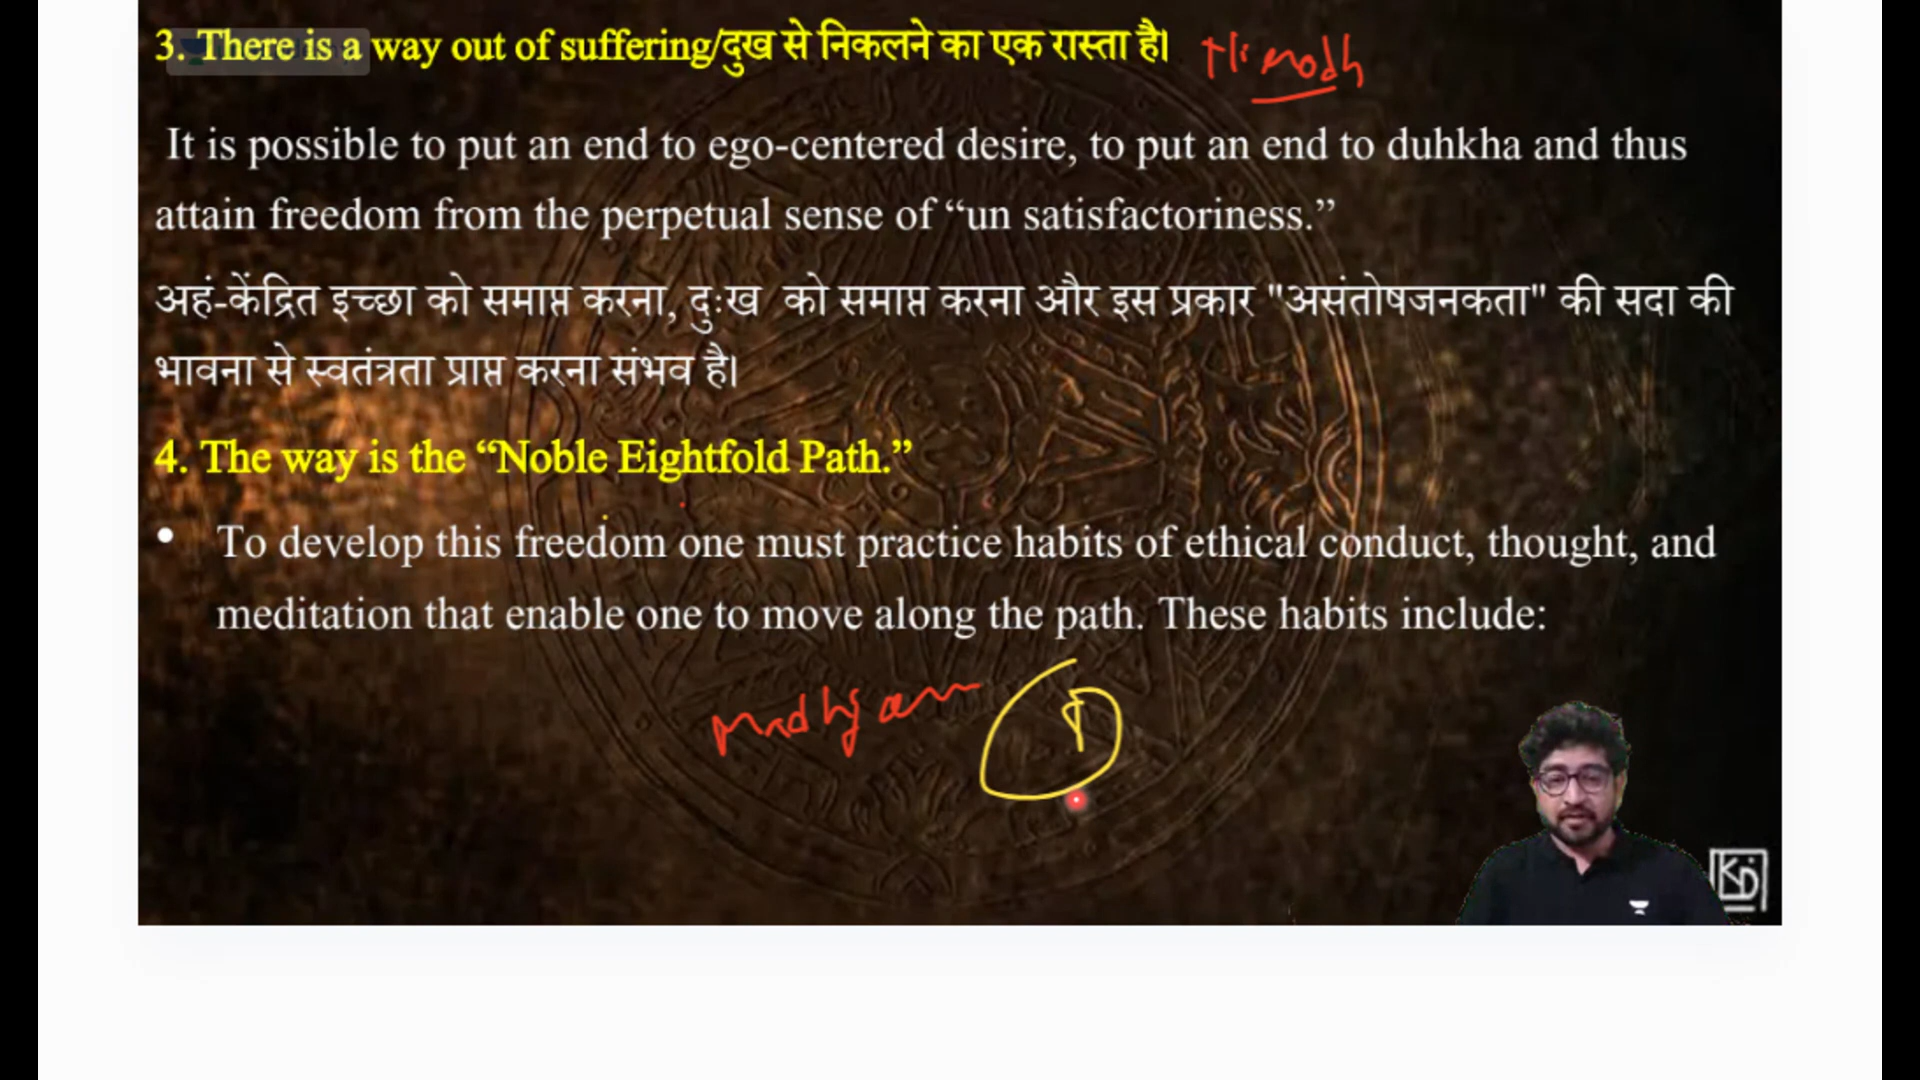 3. There is a way out of suffering/दुख से निकलने का एक रास्ता है।
It is possible to put an end to ego-centered desire, to put an end to duhkha and thus
attain freedom from the perpetual sense of “un satisfactoriness.”
अहं-केंद्रित इच्छा को समाप्त करना, दुःख को समाप्त करना और इस प्रकार "असंतोषजनकता" की सदा की
भावना से स्वतंत्रता प्राप्त करना संभव है।
4. The way is the “Noble Eightfold Path.”
• To develop this freedom one must practice habits of ethical conduct, thought, and
meditation that enable one to move along the path. These habits include:
KD